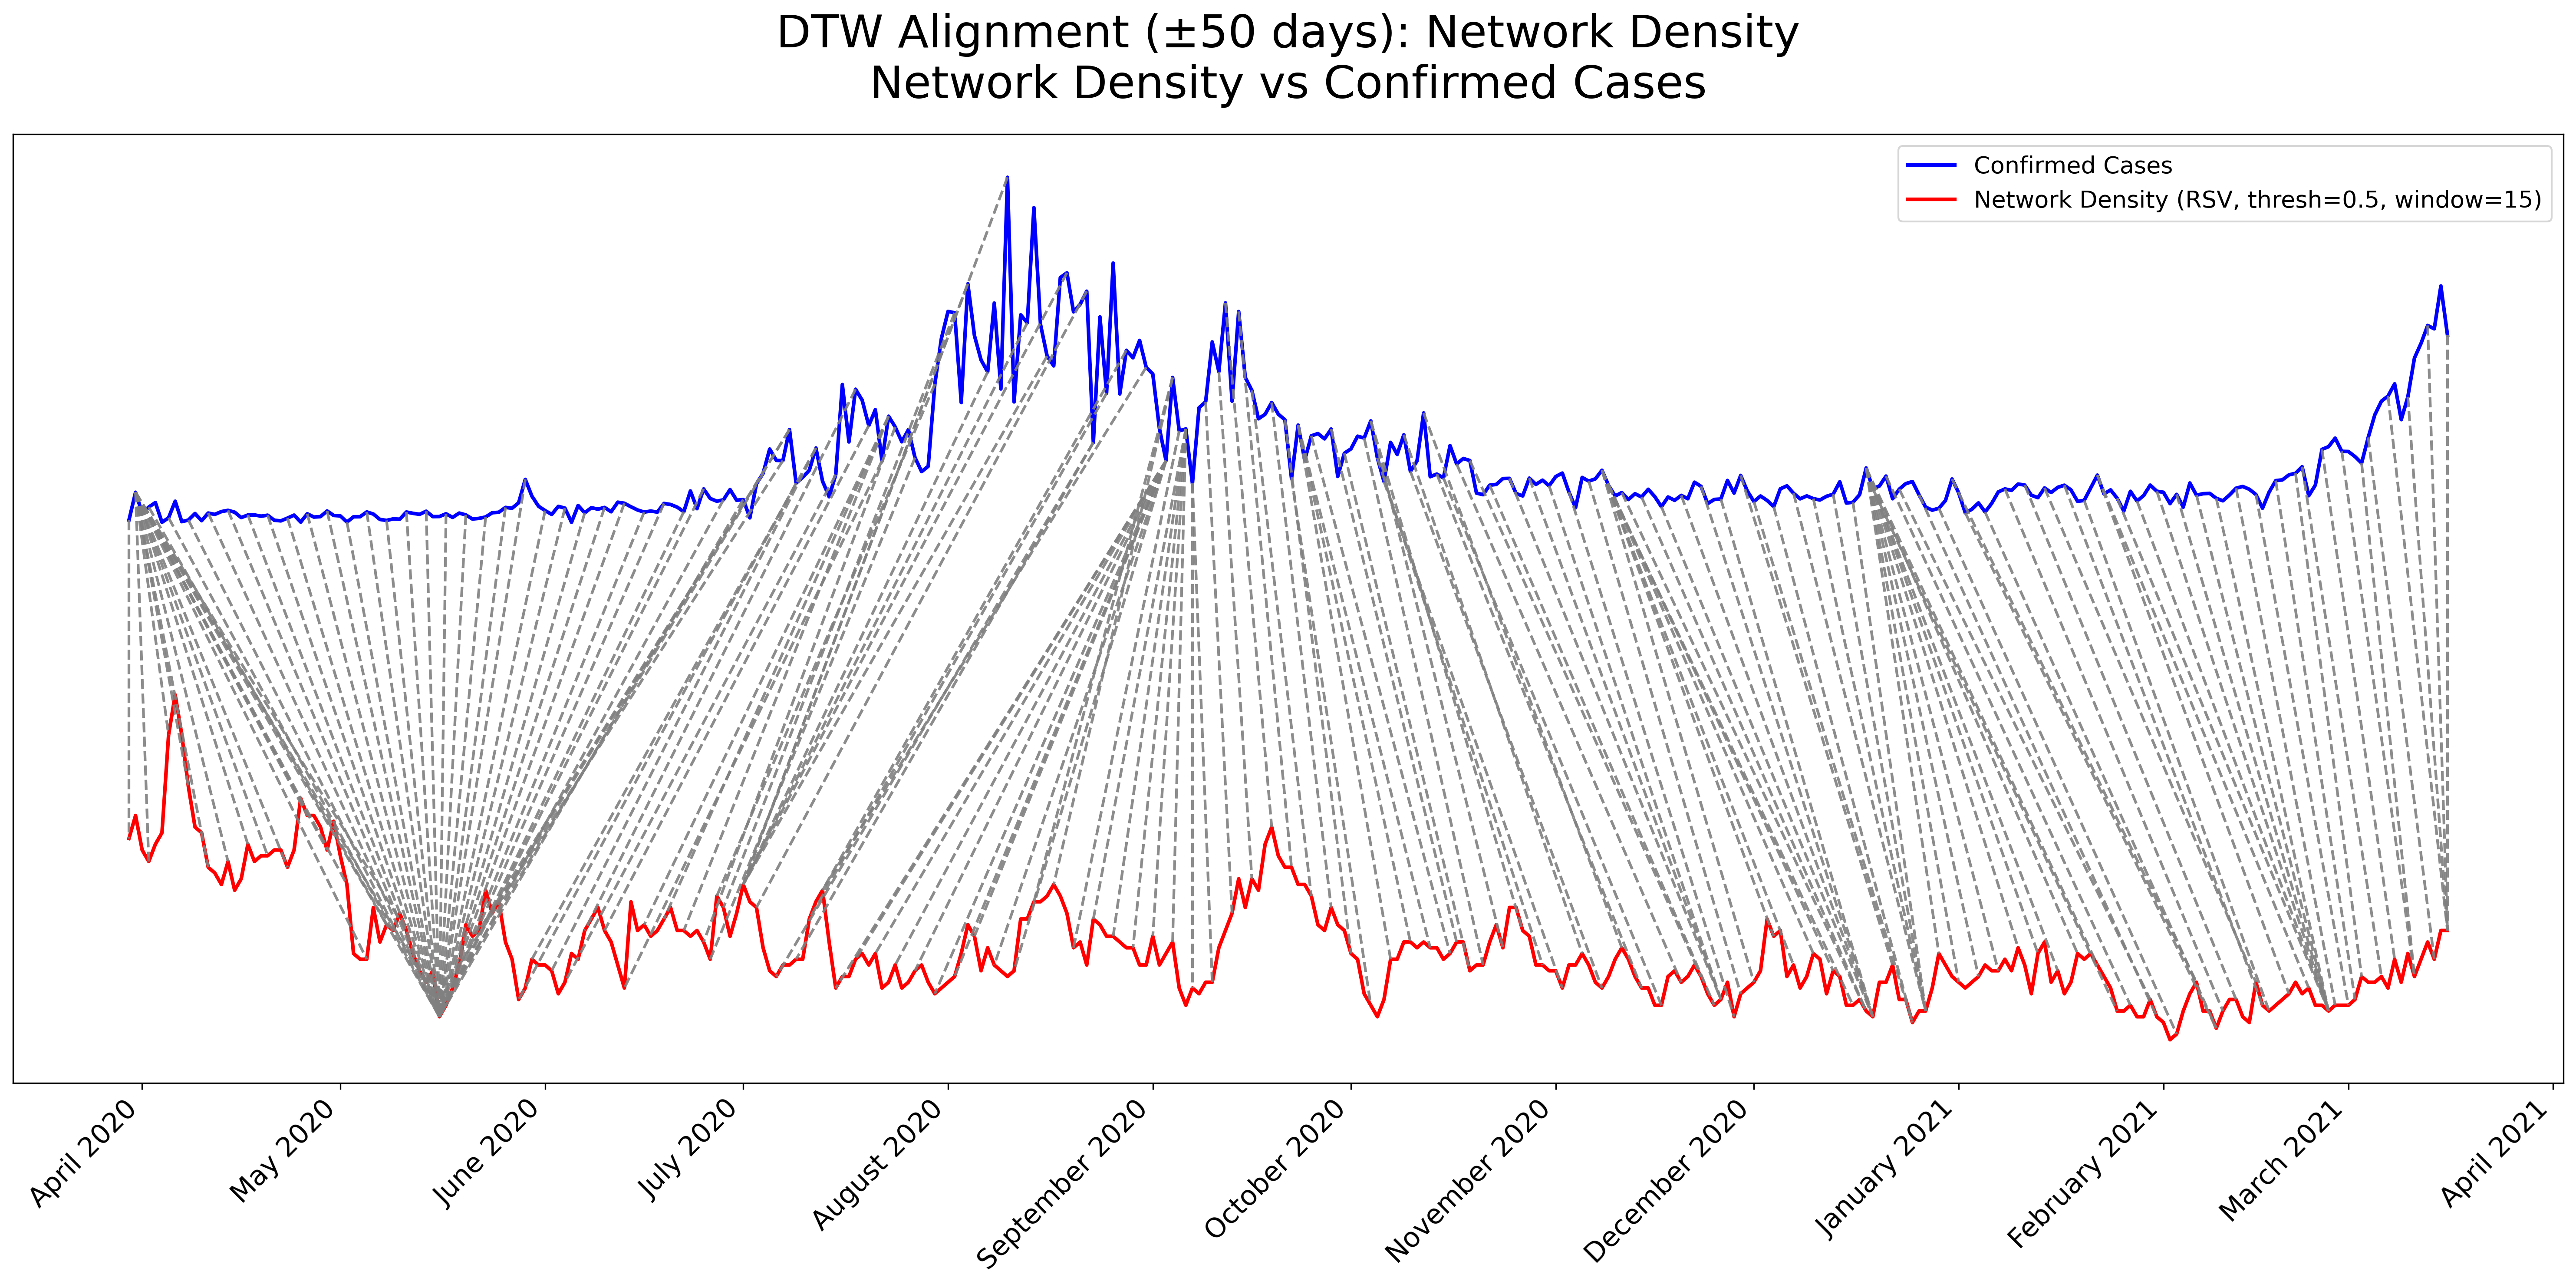 DTW Alignment (±50 days): Network Density
Network Density vs Confirmed Cases
Confirmed Cases
Network Density (RSV, thresh=0.5, window=15)
April 2020
May 2020
June 2020
July 2020
August 2020
September 2020
October 2020
November 2020
December 2020
January 2021
February 2021
March 2021
April 2021